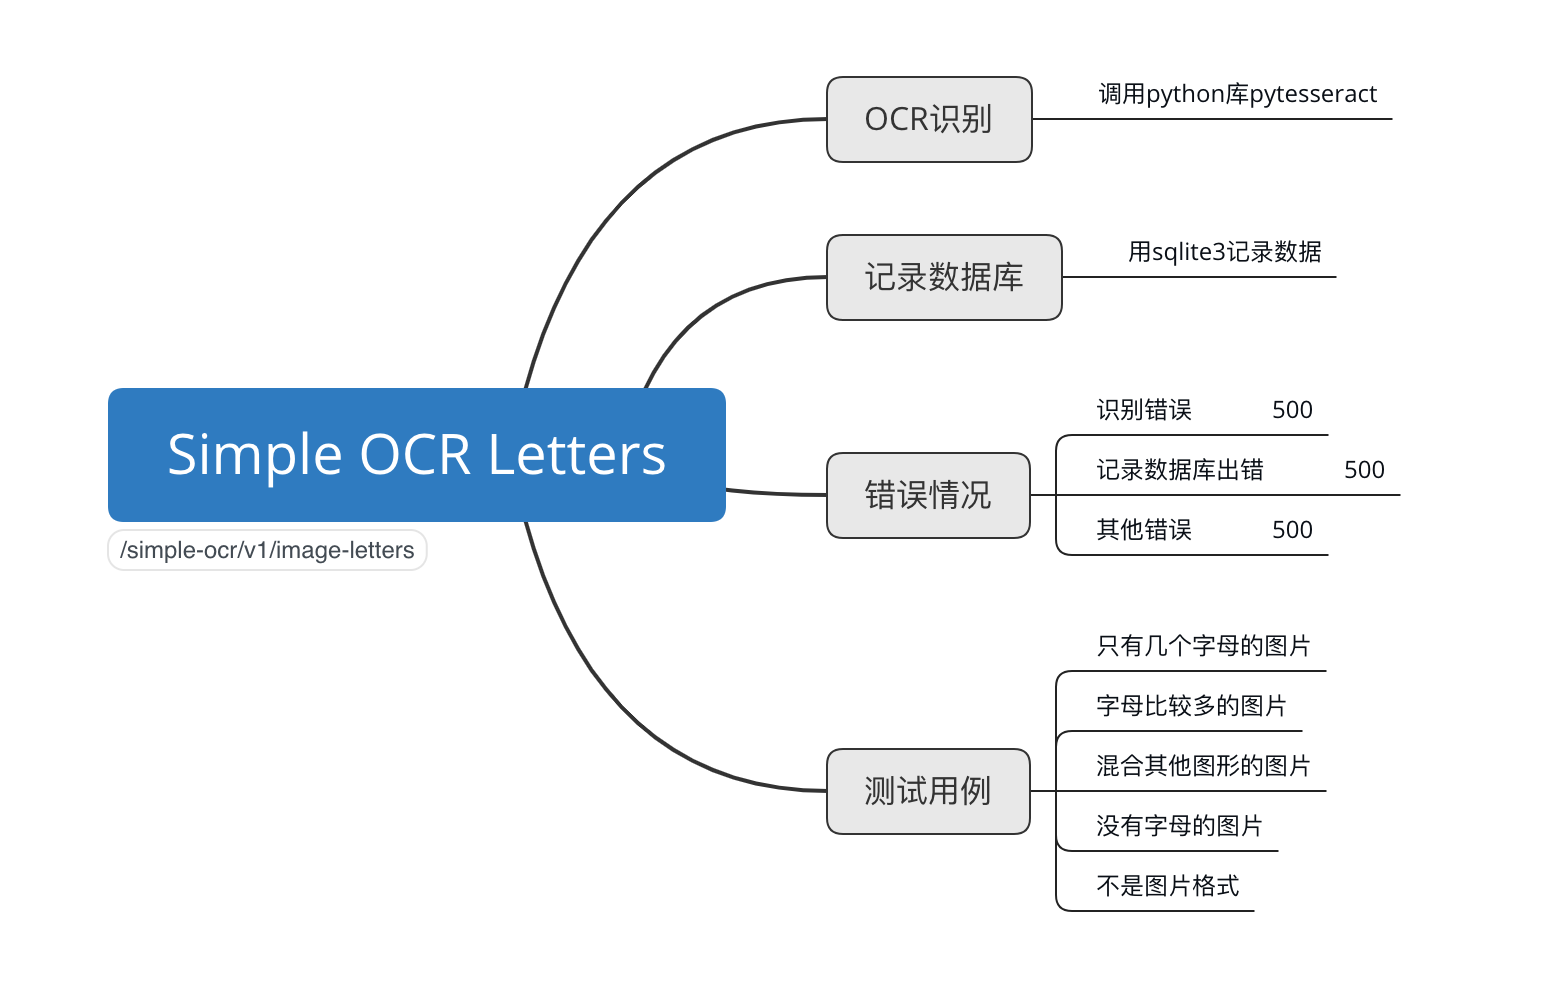 Simple OCR Letters
/simple-ocr/v1/image-letters
OCR识别
调用python库pytesseract
记录数据库
用sqlite3记录数据
错误情况
识别错误 500
记录数据库出错 500
其他错误 500
测试用例
只有几个字母的图片
字母比较多的图片
混合其他图形的图片
没有字母的图片
不是图片格式